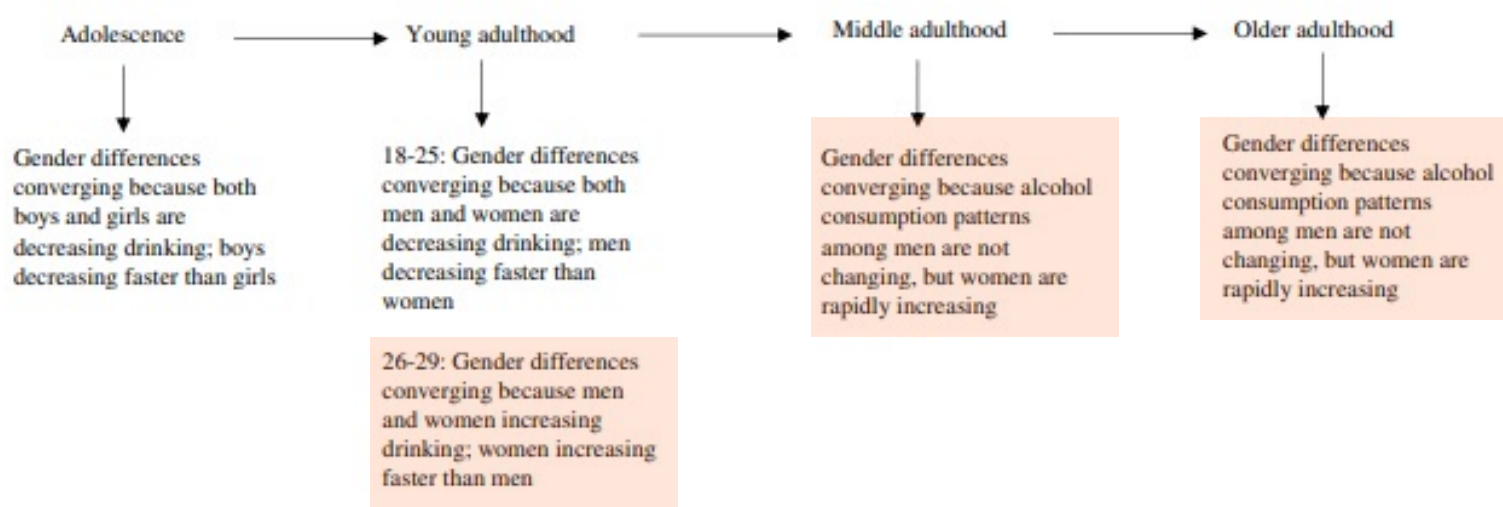 Adolescence
Young adulthood
Middle adulthood
Older adulthood
Gender differences
converging because both
boys and girls are
decreasing drinking; boys
decreasing faster than girls
18-25: Gender differences
converging because both
men and women are
decreasing drinking; men
decreasing faster than
women
26-29: Gender differences
converging because men
and women increasing
drinking; women increasing
faster than men
Gender differences
converging because alcohol
consumption patterns
among men are not
changing, but women are
rapidly increasing
Gender differences
converging because alcohol
consumption patterns
among men are not
changing, but women are
rapidly increasing